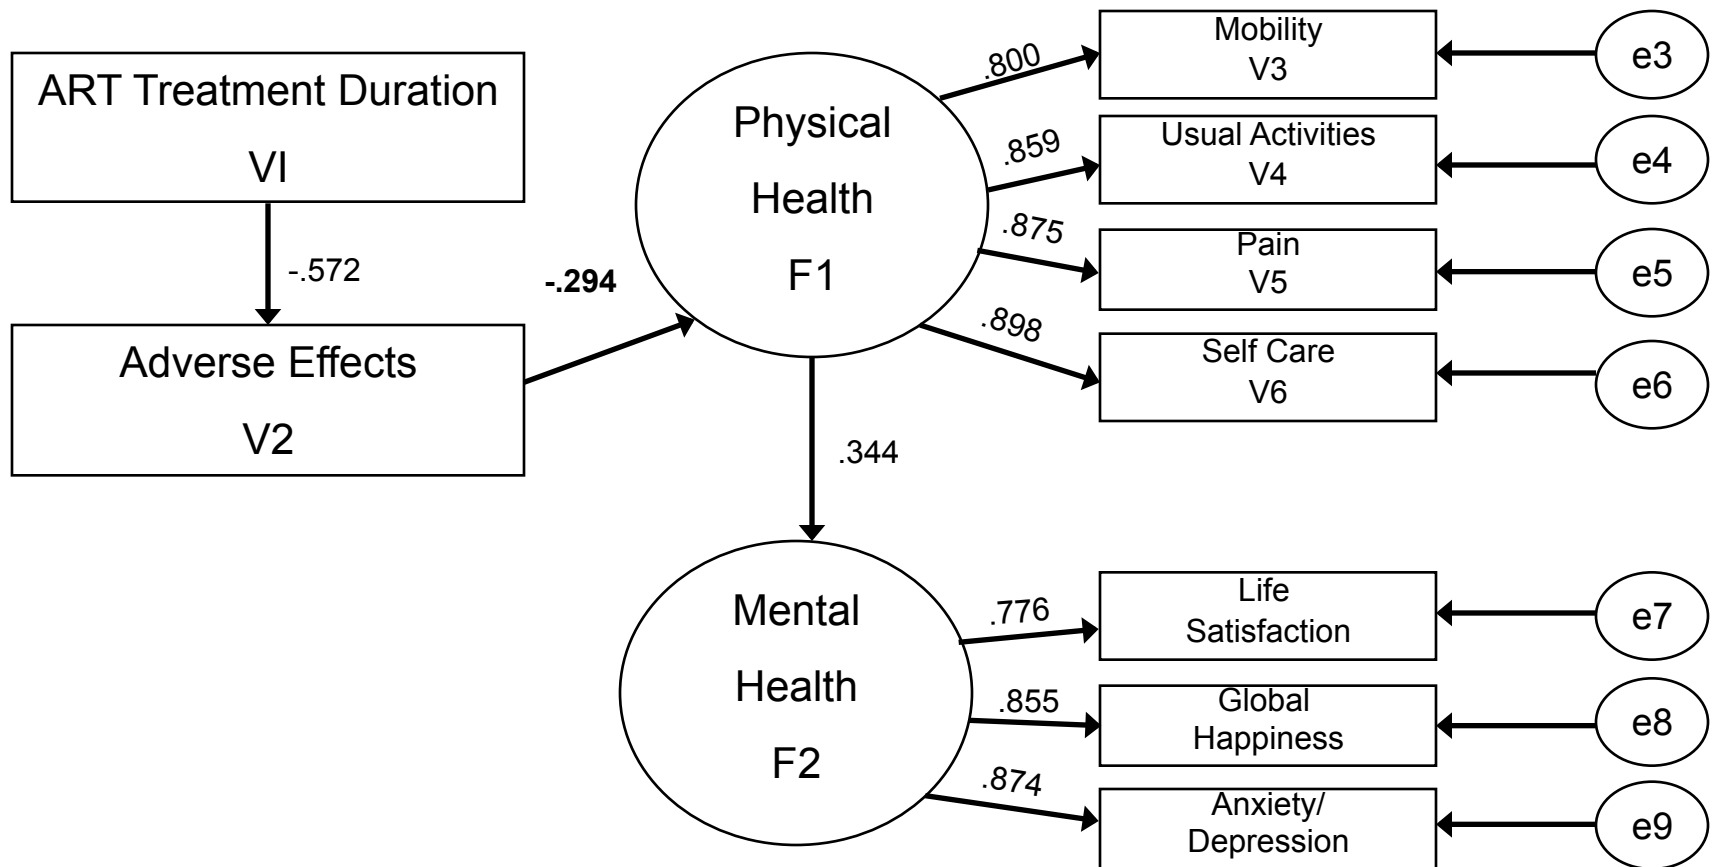 ART Treatment Duration
VI
-.572
Adverse Effects
V2
-.294
Physical
Health
F1
.344
Mental
Health
F2
.800
.859
.875
.898
Mobility
V3
Usual Activities
V4
Pain
V5
Self Care
V6
e3
e4
e5
e6
.776
.855
.874
Life
Satisfaction
Global
Happiness
Anxiety/
Depression
e7
e8
e9